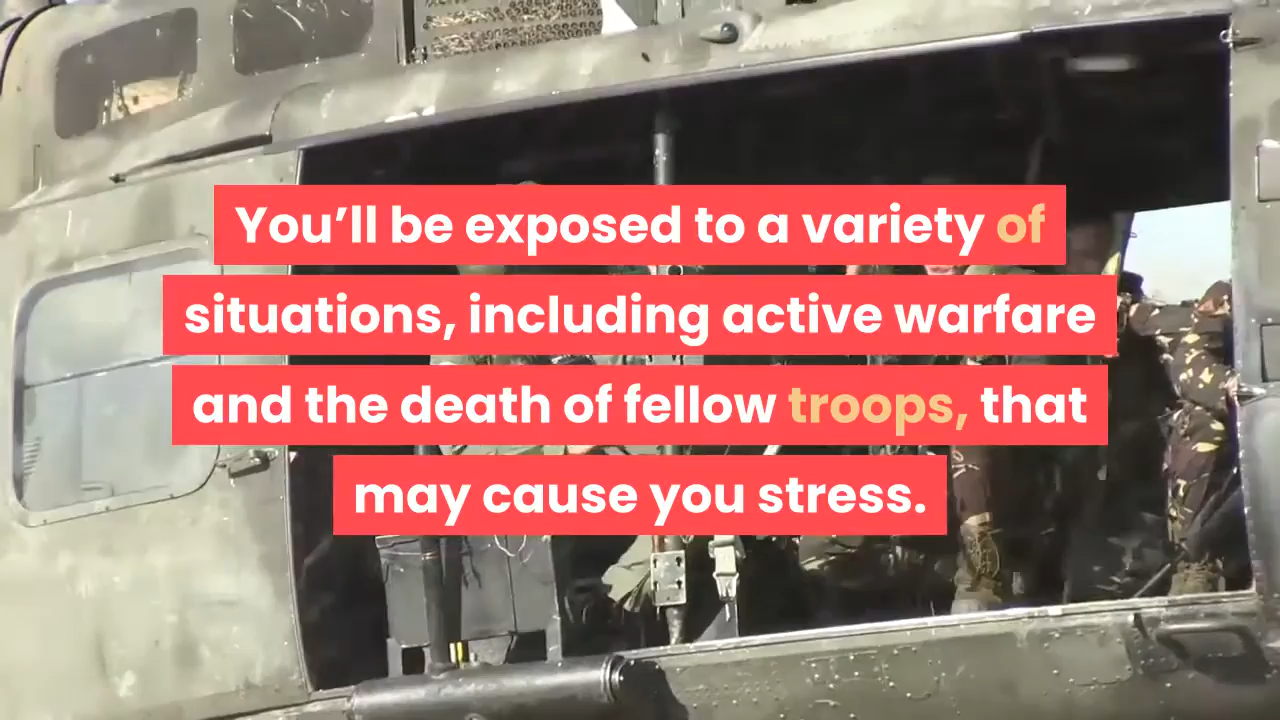 You’ll be exposed to a variety of
situations, including active warfare
and the death of fellow troops, that
may cause you stress.